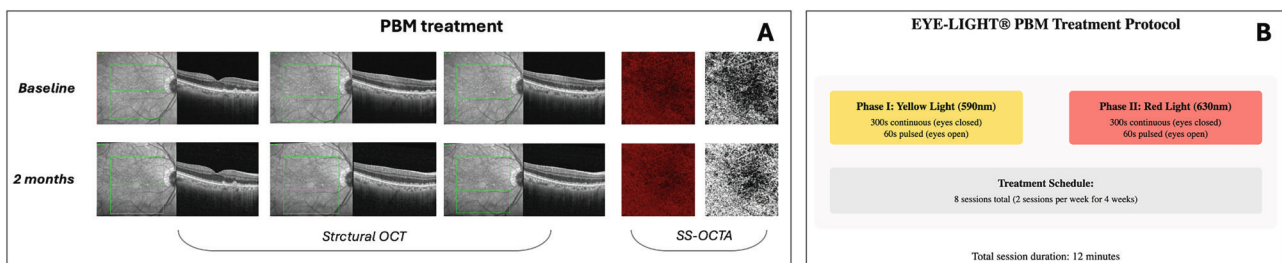 PBM treatment
A
Baseline
2 months
Strctural OCT
SS-OCTA
EYE-LIGHT® PBM Treatment Protocol
B
Phase I: Yellow Light (590nm)
300s continuous (eyes closed)
60s pulsed (eyes open)
Phase II: Red Light (630nm)
300s continuous (eyes closed)
60s pulsed (eyes open)
Treatment Schedule:
8 sessions total (2 sessions per week for 4 weeks)
Total session duration: 12 minutes